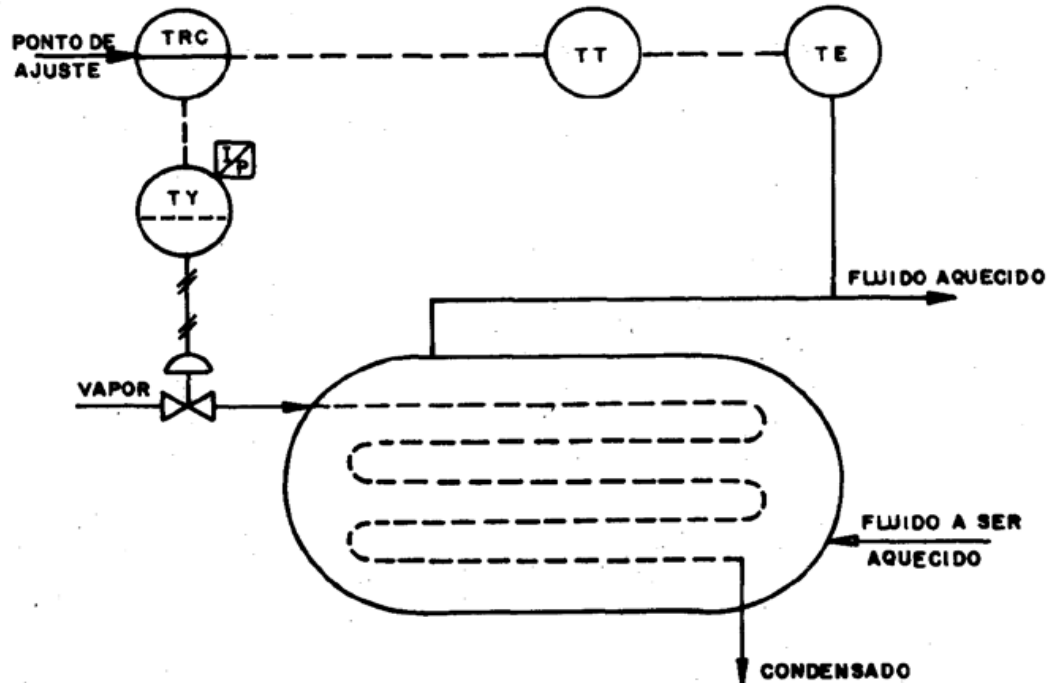 PONTO DE
AJUSTE
TRC
TT
TE
I/P
TY
FLUIDO AQUECIDO
VAPOR
FLUIDO A SER
AQUECIDO
CONDENSADO